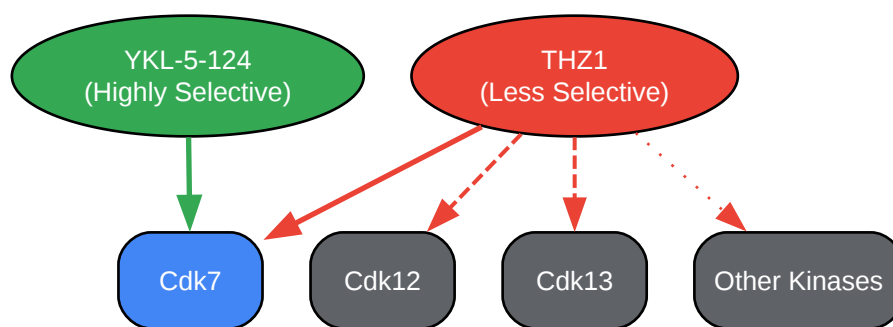 YKL-5-124
(Highly Selective)
THZ1
(Less Selective)
Cdk7
Cdk12
Cdk13
Other Kinases